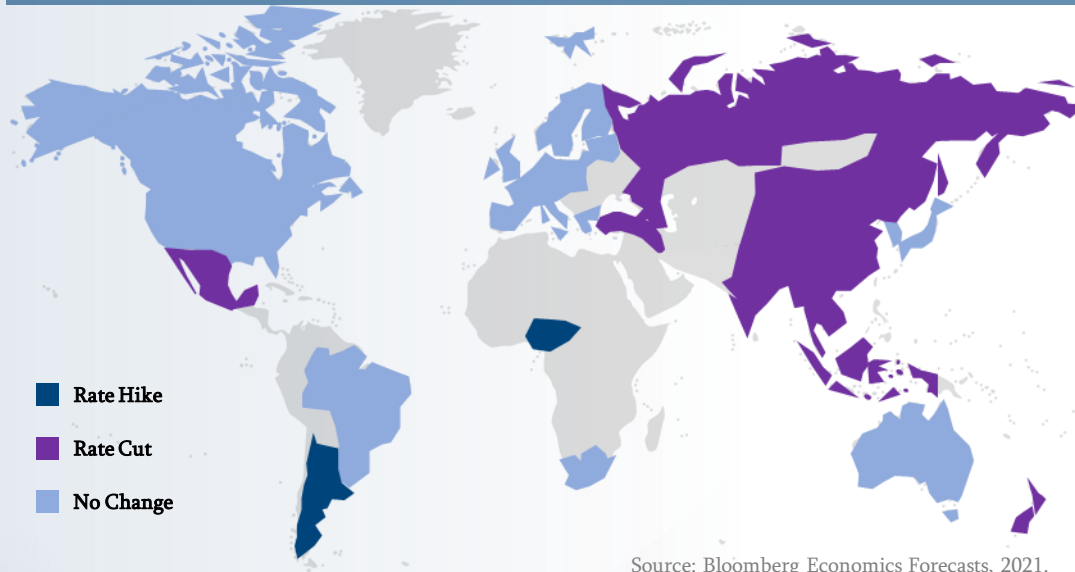 Rate Hike
Rate Cut
No Change
Source: Bloomberg Economics Forecasts, 2021.